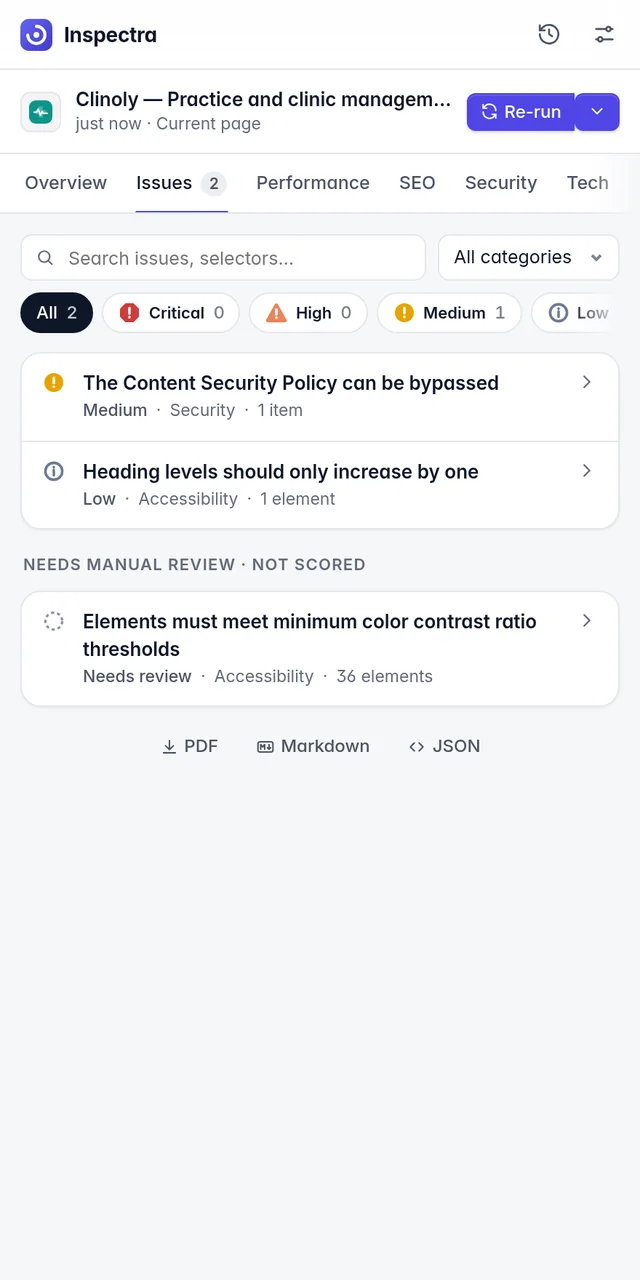 Inspectra
Clinoly — Practice and clinic managem...
just now · Current page
Re-run
Overview Issues 2 Performance SEO Security Tech
Search issues, selectors...
All categories
All 2 Critical 0 High 0 Medium 1 Low
The Content Security Policy can be bypassed
Medium · Security · 1 item
Heading levels should only increase by one
Low · Accessibility · 1 element
NEEDS MANUAL REVIEW · NOT SCORED
Elements must meet minimum color contrast ratio
thresholds
Needs review · Accessibility · 36 elements
PDF Markdown JSON